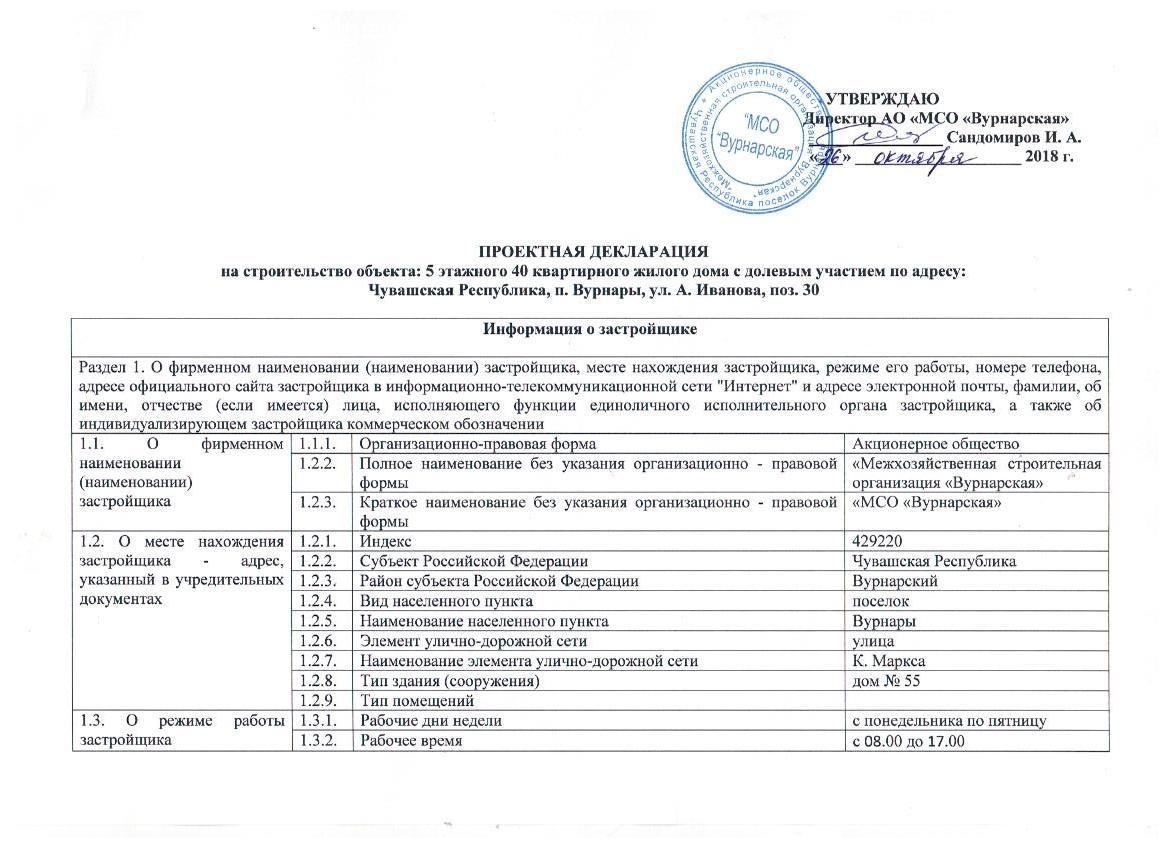 УТВЕРЖДАЮ
Директор АО «МСО «Вурнарская»
Сандомиров И. А.
«26» октября 2018 г.
"МСО
"Вурнарская"
ПРОЕКТНАЯ ДЕКЛАРАЦИЯ
на строительство объекта: 5 этажного 40 квартирного жилого дома с долевым участием по адресу:
Чувашская Республика, п. Вурнары, ул. А. Иванова, поз. 30
Информация о застройщике
Раздел 1. О фирменном наименовании (наименовании) застройщика, месте нахождения застройщика, режиме его работы, номере телефона,
адресе официального сайта застройщика в информационно-телекоммуникационной сети "Интернет" и адресе электронной почты, фамилии, об
имени, отчестве (если имеется) лица, исполняющего функции единоличного исполнительного органа застройщика, а также об
индивидуализирующем застройщика коммерческом обозначении
1.1. О фирменном
наименовании
(наименовании)
застройщика
1.1.1. Организационно-правовая форма Акционерное общество
1.2.2. Полное наименование без указания организационно - правовой
формы
«Межхозяйственная строительная
организация «Вурнарская»
1.2.3. Краткое наименование без указания организационно - правовой
формы
«МСО «Вурнарская»
1.2. О месте нахождения
застройщика - адрес,
указанный в учредительных
документах
1.2.1. Индекс 429220
1.2.2. Субъект Российской Федерации Чувашская Республика
1.2.3. Район субъекта Российской Федерации Вурнарский
1.2.4. Вид населенного пункта поселок
1.2.5. Наименование населенного пункта Вурнары
1.2.6. Элемент улично-дорожной сети улица
1.2.7. Наименование элемента улично-дорожной сети К. Маркса
1.2.8. Тип здания (сооружения) дом № 55
1.2.9. Тип помещений
1.3. О режиме работы
застройщика
1.3.1. Рабочие дни недели с понедельника по пятницу
1.3.2. Рабочее время с 08.00 до 17.00